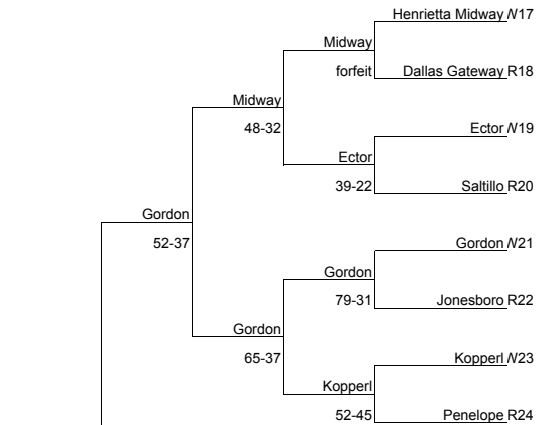 Henrietta Midway W17
Midway
forfeit
Dallas Gateway R18
Midway
48-32
Ector W19
Ector
39-22
Saltillo R20
Gordon
52-37
Gordon W21
Gordon
79-31
Jonesboro R22
Gordon
65-37
Kopperl W23
Kopperl
52-45
Penelope R24